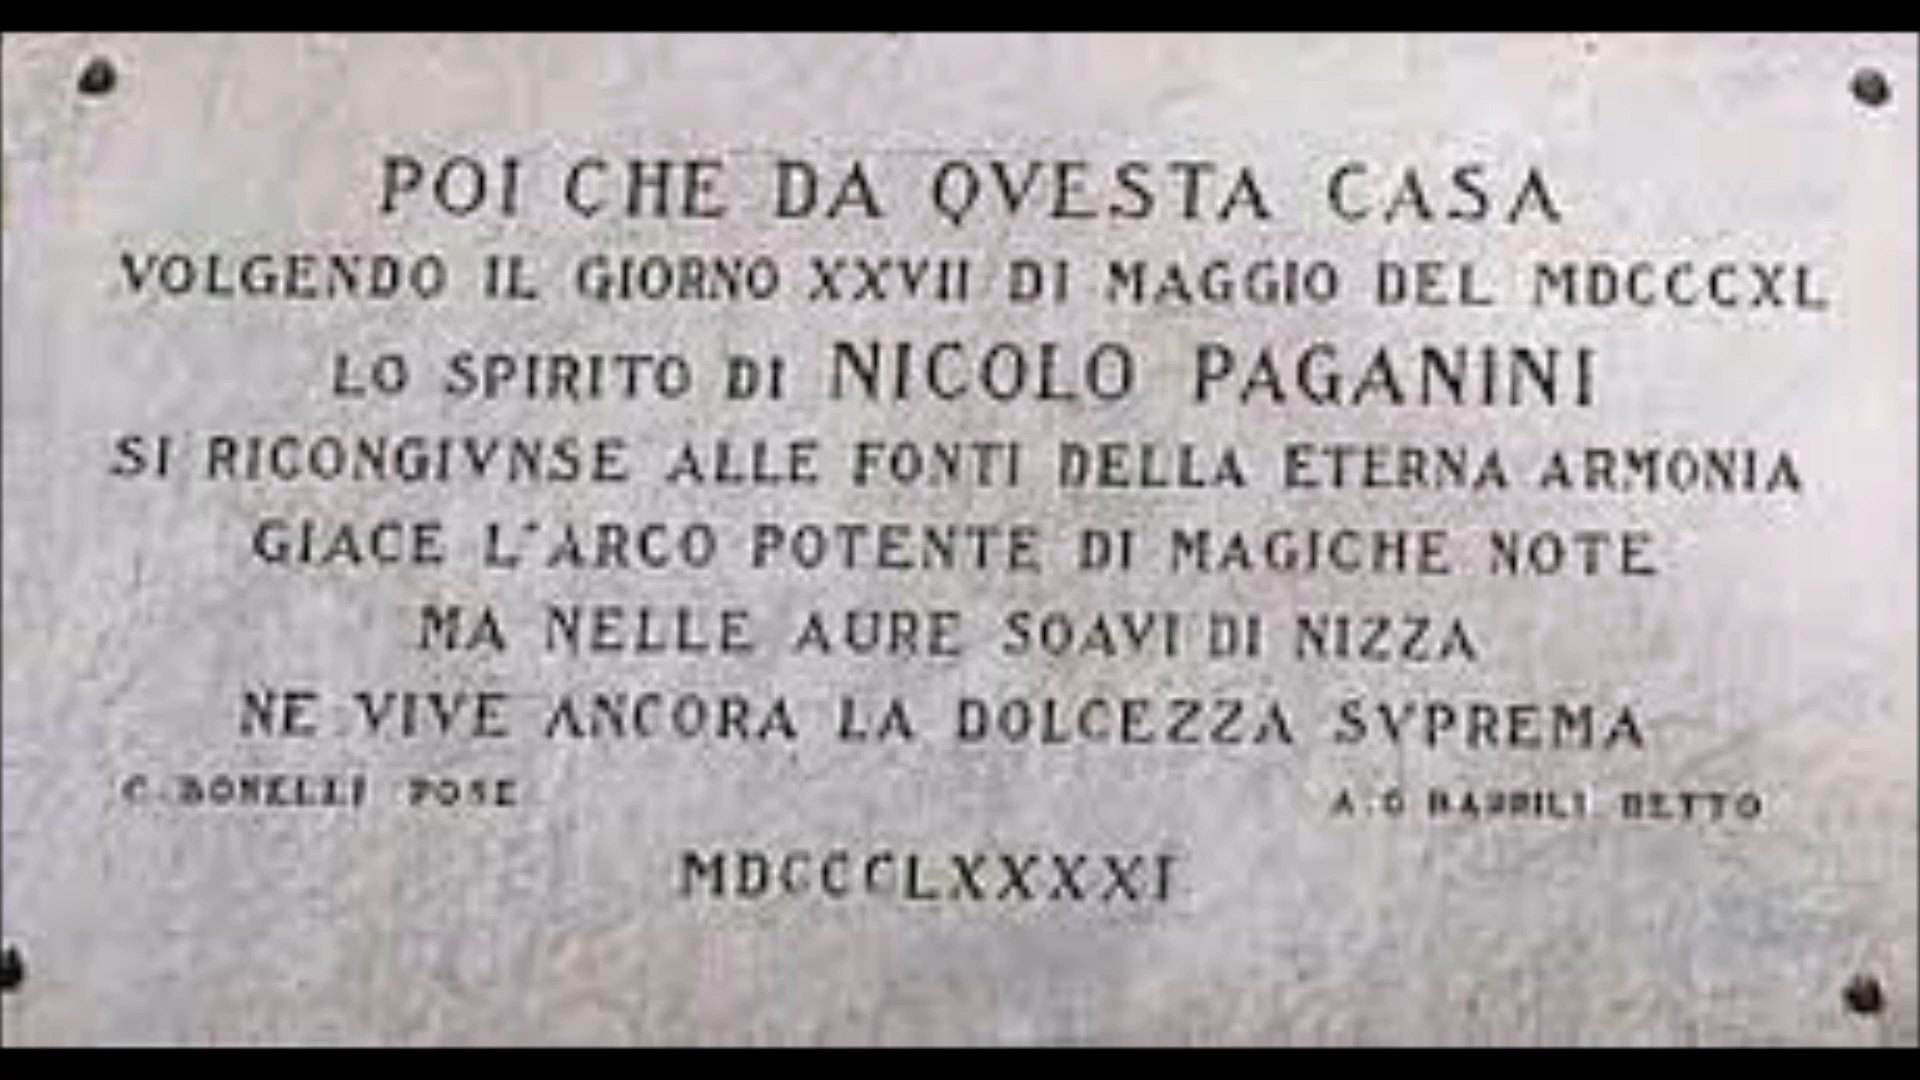 POI CHE DA QVESTA CASA
VOLGENDO IL GIORNO XXVII DI MAGGIO DEL MDCCCXL
LO SPIRITO DI NICOLO PAGANINI
SI RICONGIVNSE ALLE FONTI DELLA ETERNA ARMONIA
GIACE L'ARCO POTENTE DI MAGICHE NOTE
MA NELLE AURE SOAVI DI NIZZA
NE VIVE ANCORA LA DOLCEZZA SVPREMA
C. BONELLI POSE
A. G BARRILI DETTO
MDCCCLXXXXI